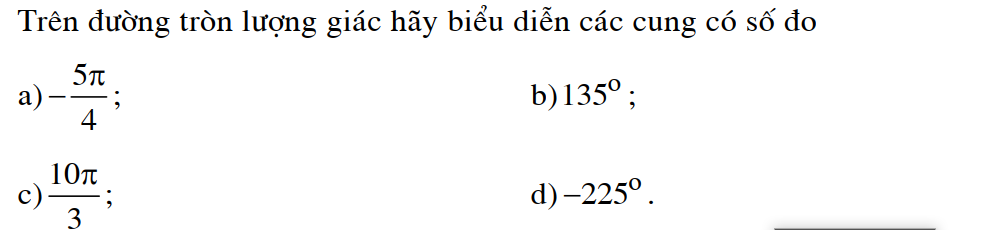 Trên đường tròn lượng giác hãy biểu diễn các cung có số đo
a) −5π/4 ; b) 135° ;
c) 10π/3 ; d) −225° .